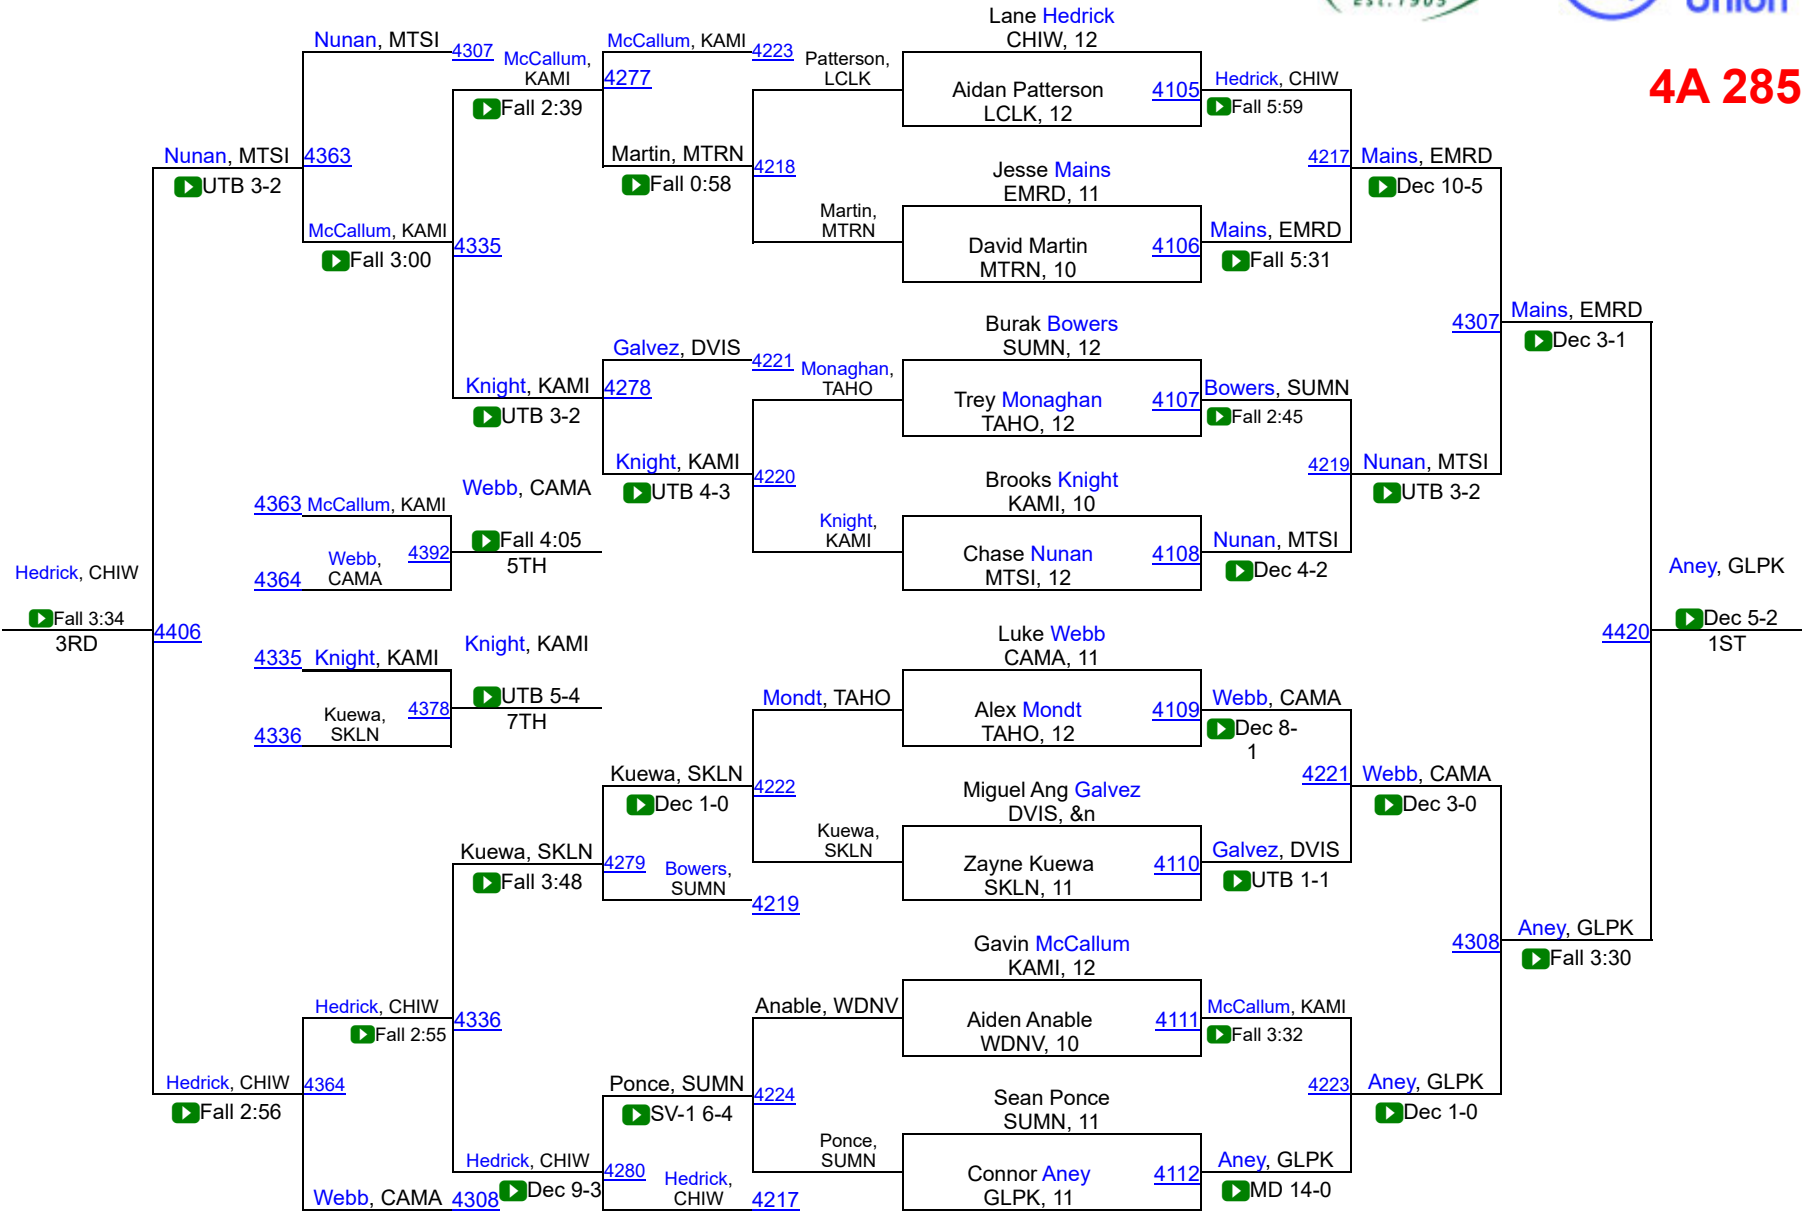 EST. 1905
Union
4A 285
Lane Hedrick
CHIW, 12
Aidan Patterson
LCLK, 12
4105
Hedrick, CHIW
Fall 5:59
Jesse Mains
EMRD, 11
David Martin
MTRN, 10
4106
Mains, EMRD
Fall 5:31
4217
Mains, EMRD
Dec 10-5
Burak Bowers
SUMN, 12
Trey Monaghan
TAHO, 12
4107
Bowers, SUMN
Fall 2:45
Brooks Knight
KAMI, 10
Chase Nunan
MTSI, 12
4108
Nunan, MTSI
Dec 4-2
4219
Nunan, MTSI
UTB 3-2
4307
Mains, EMRD
Dec 3-1
Luke Webb
CAMA, 11
Alex Mondt
TAHO, 12
4109
Webb, CAMA
Dec 8-
1
Miguel Ang Galvez
DVIS, &n
Zayne Kuewa
SKLN, 11
4110
Galvez, DVIS
UTB 1-1
4221
Webb, CAMA
Dec 3-0
Gavin McCallum
KAMI, 12
Aiden Anable
WDNV, 10
4111
McCallum, KAMI
Fall 3:32
Sean Ponce
SUMN, 11
Connor Aney
GLPK, 11
4112
Aney, GLPK
MD 14-0
4223
Aney, GLPK
Dec 1-0
4308
Aney, GLPK
Fall 3:30
4420
Aney, GLPK
Dec 5-2
1ST
Patterson,
LCLK
Martin,
MTRN
4218
Martin, MTRN
Fall 0:58
McCallum, KAMI
4223
4277
McCallum,
KAMI
Fall 2:39
Monaghan,
TAHO
Knight,
KAMI
4220
Knight, KAMI
UTB 4-3
Galvez, DVIS
4221
4278
Knight, KAMI
UTB 3-2
4335
McCallum, KAMI
Fall 3:00
Nunan, MTSI
4307
4363
Nunan, MTSI
UTB 3-2
4363
McCallum, KAMI
4364
Webb,
CAMA
4392
Webb, CAMA
Fall 4:05
5TH
4335
Knight, KAMI
4336
Kuewa,
SKLN
4378
Knight, KAMI
UTB 5-4
7TH
Mondt, TAHO
Kuewa,
SKLN
4222
Kuewa, SKLN
Dec 1-0
Bowers,
SUMN
4219
4279
Kuewa, SKLN
Fall 3:48
Anable, WDNV
Ponce,
SUMN
4224
Ponce, SUMN
SV-1 6-4
Hedrick,
CHIW
4217
4280
Hedrick, CHIW
Dec 9-3
4336
Hedrick, CHIW
Fall 2:55
Webb, CAMA
4308
4364
Hedrick, CHIW
Fall 2:56
4406
Hedrick, CHIW
Fall 3:34
3RD